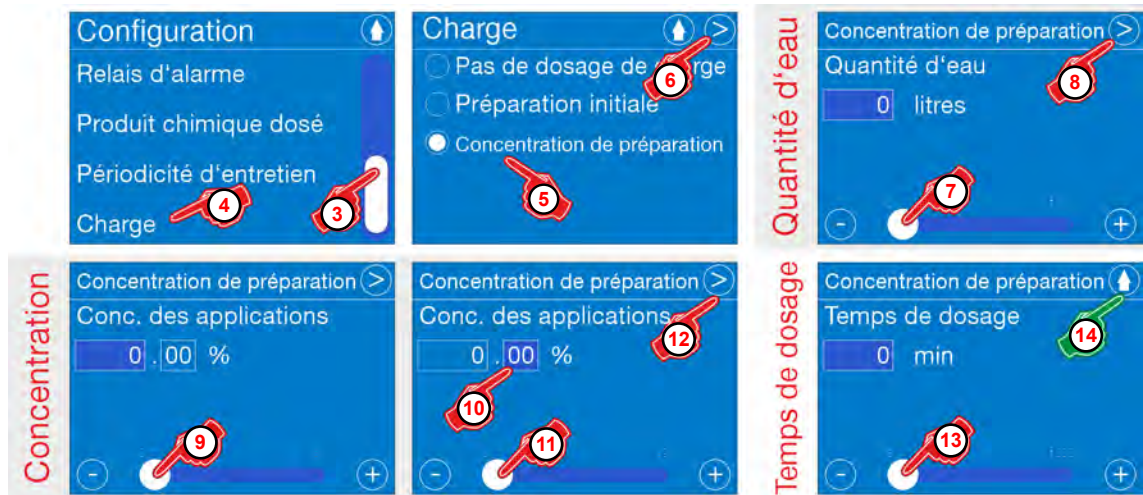 Configuration
Relais d'alarme
Produit chimique dosé
Périodicité d'entretien
4
3
Charge
Charge
>
Pas de dosage de rge
6
Préparation initiale
Concentration de préparation
5
Quantité d'eau
Concentration de préparation >
Quantité d'eau
8
0 litres
7
- +
Concentration
Concentration de préparation >
Conc. des applications
0 . 00 %
9
- +
Concentration de préparation >
Conc. des applications
12
0 . 00 %
10
11
- +
Temps de dosage
Concentration de préparation
Temps de dosage
14
0 min
13
- +